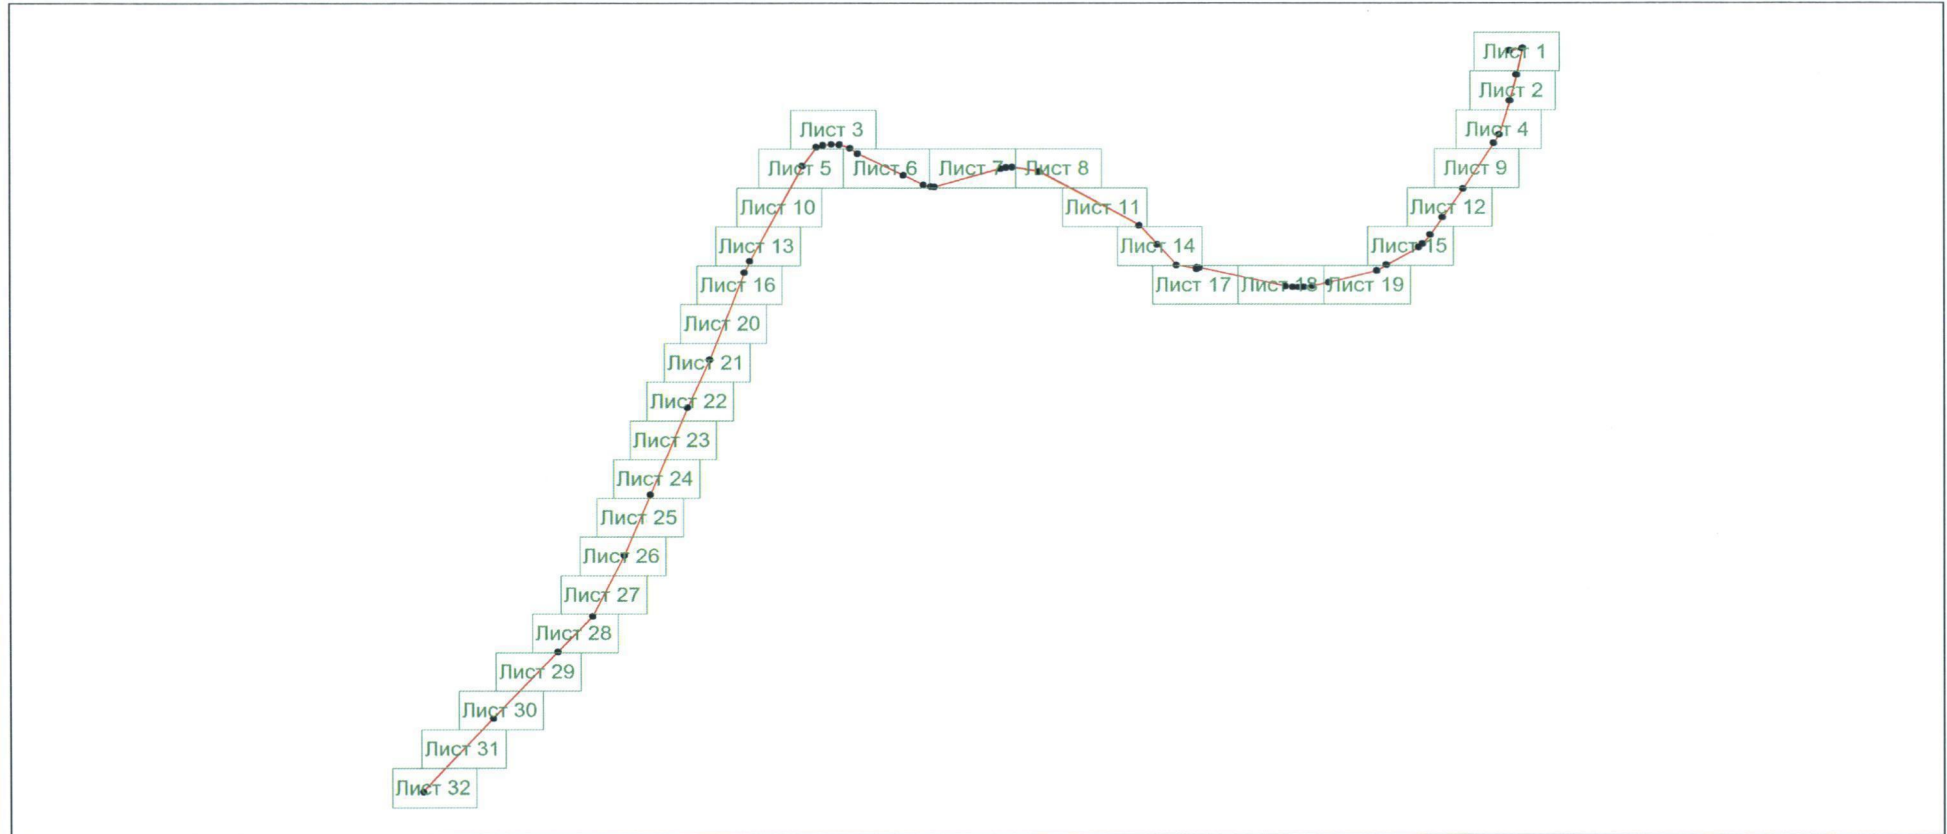 Лист 1
Лист 2
Лист 3
Лист 4
Лист 5
Лист 6
Лист 7
Лист 8
Лист 9
Лист 10
Лист 11
Лист 12
Лист 13
Лист 14
Лист 15
Лист 16
Лист 17
Лист 18
Лист 19
Лист 20
Лист 21
Лист 22
Лист 23
Лист 24
Лист 25
Лист 26
Лист 27
Лист 28
Лист 29
Лист 30
Лист 31
Лист 32